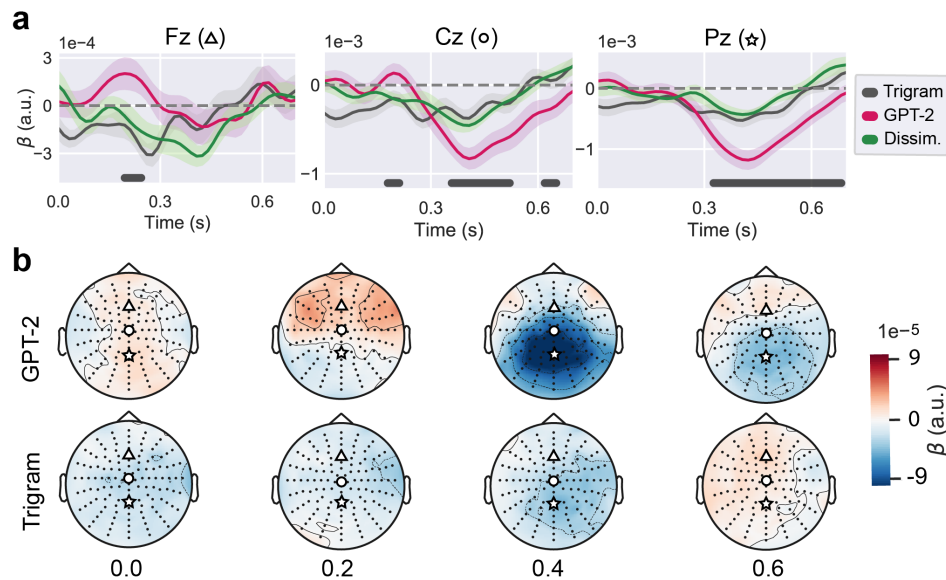 a
Fz (△) Cz (○) Pz (☆)
1e−4 1e−3 1e−3
β (a.u.)
3
0
−3
0
−1
0
−1
Trigram
GPT-2
Dissim.
0.0 0.3 0.6 0.0 0.3 0.6 0.0 0.3 0.6
Time (s) Time (s) Time (s)
b
GPT-2
Trigram
1e−5
9
0
-9
β (a.u.)
0.0 0.2 0.4 0.6